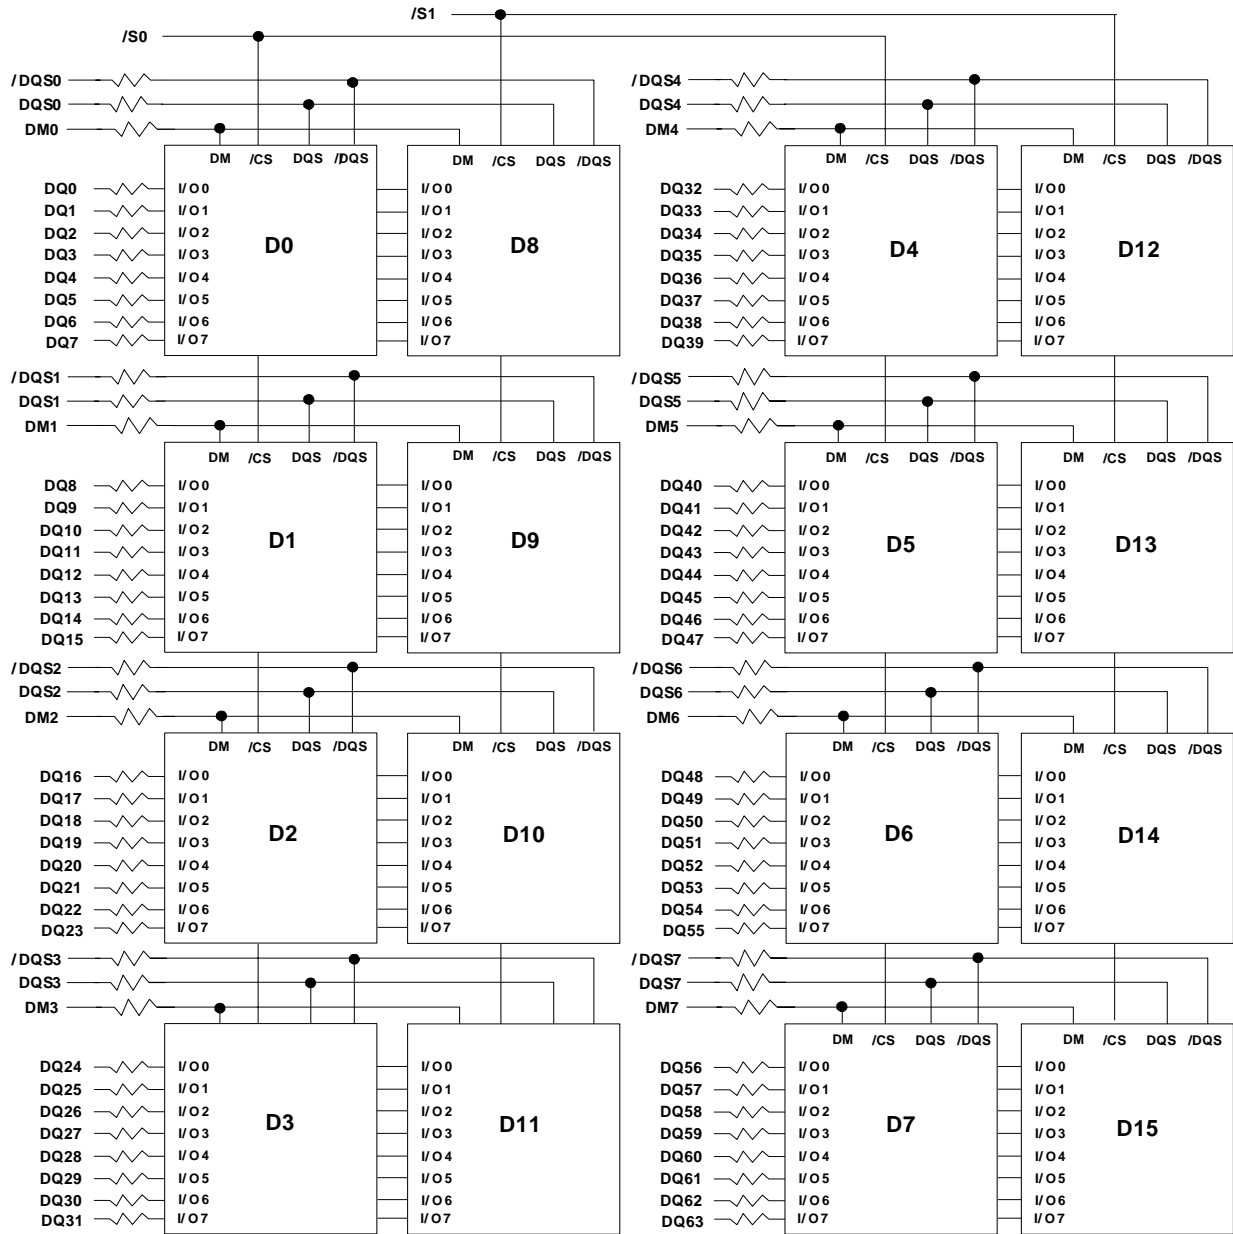 /S1
/S0
/DQS0
DQS0
DM0
DM /CS DQS /DQS
DM /CS DQS /DQS
DQ0 I/O0 I/O0
DQ1 I/O1 I/O1
DQ2 I/O2 I/O2
DQ3 I/O3 I/O3
DQ4 I/O4 I/O4
DQ5 I/O5 I/O5
DQ6 I/O6 I/O6
DQ7 I/O7 I/O7
D0
D8
/DQS4
DQS4
DM4
DM /CS DQS /DQS
DM /CS DQS /DQS
DQ32 I/O0 I/O0
DQ33 I/O1 I/O1
DQ34 I/O2 I/O2
DQ35 I/O3 I/O3
DQ36 I/O4 I/O4
DQ37 I/O5 I/O5
DQ38 I/O6 I/O6
DQ39 I/O7 I/O7
D4
D12
/DQS1
DQS1
DM1
DM /CS DQS /DQS
DM /CS DQS /DQS
DQ8 I/O0 I/O0
DQ9 I/O1 I/O1
DQ10 I/O2 I/O2
DQ11 I/O3 I/O3
DQ12 I/O4 I/O4
DQ13 I/O5 I/O5
DQ14 I/O6 I/O6
DQ15 I/O7 I/O7
D1
D9
/DQS5
DQS5
DM5
DM /CS DQS /DQS
DM /CS DQS /DQS
DQ40 I/O0 I/O0
DQ41 I/O1 I/O1
DQ42 I/O2 I/O2
DQ43 I/O3 I/O3
DQ44 I/O4 I/O4
DQ45 I/O5 I/O5
DQ46 I/O6 I/O6
DQ47 I/O7 I/O7
D5
D13
/DQS2
DQS2
DM2
DM /CS DQS /DQS
DM /CS DQS /DQS
DQ16 I/O0 I/O0
DQ17 I/O1 I/O1
DQ18 I/O2 I/O2
DQ19 I/O3 I/O3
DQ20 I/O4 I/O4
DQ21 I/O5 I/O5
DQ22 I/O6 I/O6
DQ23 I/O7 I/O7
D2
D10
/DQS6
DQS6
DM6
DM /CS DQS /DQS
DM /CS DQS /DQS
DQ48 I/O0 I/O0
DQ49 I/O1 I/O1
DQ50 I/O2 I/O2
DQ51 I/O3 I/O3
DQ52 I/O4 I/O4
DQ53 I/O5 I/O5
DQ54 I/O6 I/O6
DQ55 I/O7 I/O7
D6
D14
/DQS3
DQS3
DM3
DQ24 I/O0 I/O0
DQ25 I/O1 I/O1
DQ26 I/O2 I/O2
DQ27 I/O3 I/O3
DQ28 I/O4 I/O4
DQ29 I/O5 I/O5
DQ30 I/O6 I/O6
DQ31 I/O7 I/O7
D3
D11
/DQS7
DQS7
DM7
DM /CS DQS /DQS
DM /CS DQS /DQS
DQ56 I/O0 I/O0
DQ57 I/O1 I/O1
DQ58 I/O2 I/O2
DQ59 I/O3 I/O3
DQ60 I/O4 I/O4
DQ61 I/O5 I/O5
DQ62 I/O6 I/O6
DQ63 I/O7 I/O7
D7
D15